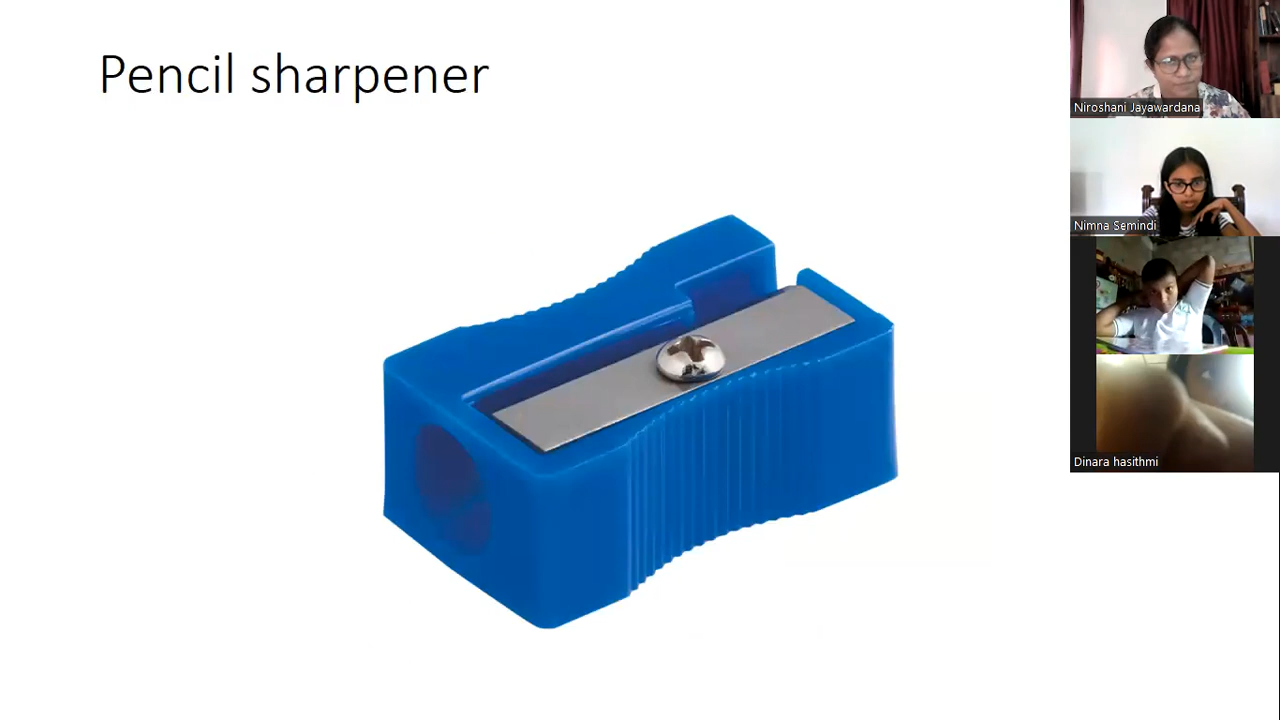 Pencil sharpener
Niroshani Jayawardana
Nimna Semindi
Dinara hasithmi